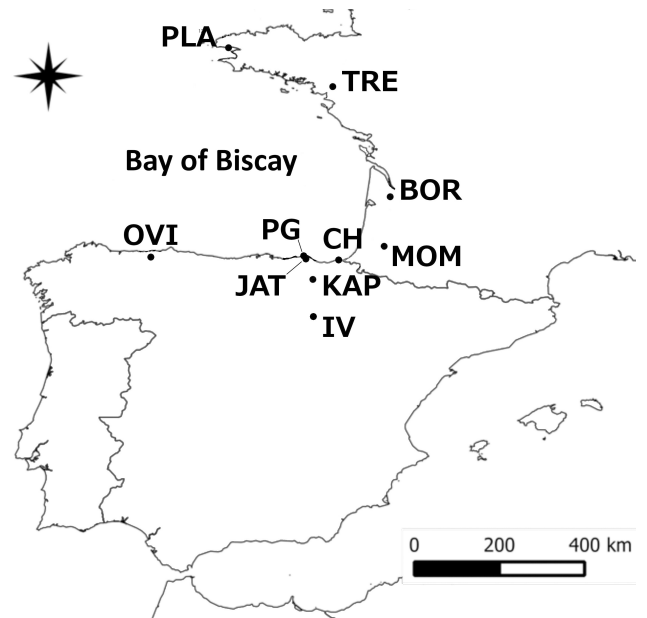 PLA
TRE
Bay of Biscay
BOR
OVI
PG
CH
MOM
JAT
KAP
IV
0 200 400 km